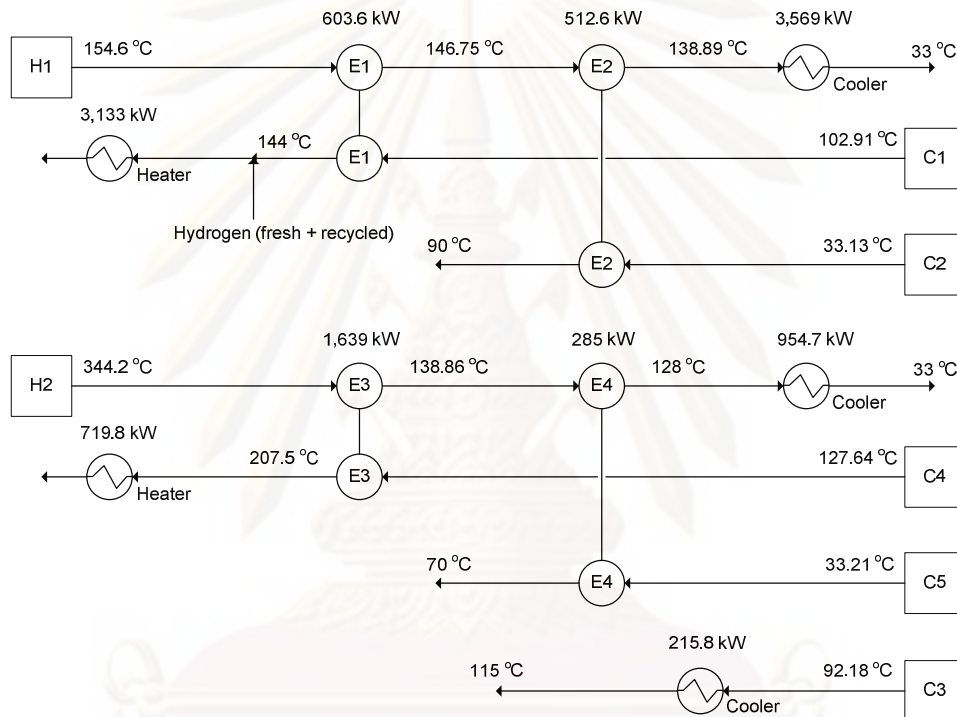 603.6 kW 512.6 kW 3,569 kW
H1 154.6 °C E1 146.75 °C E2 138.89 °C 33 °C
Cooler
3,133 kW
144 °C E1 102.91 °C C1
Heater
Hydrogen (fresh + recycled)
90 °C E2 33.13 °C C2
1,639 kW 285 kW 954.7 kW
H2 344.2 °C E3 138.86 °C E4 128 °C 33 °C
Cooler
719.8 kW
207.5 °C E3 127.64 °C C4
Heater
70 °C E4 33.21 °C C5
215.8 kW
115 °C 92.18 °C C3
Cooler